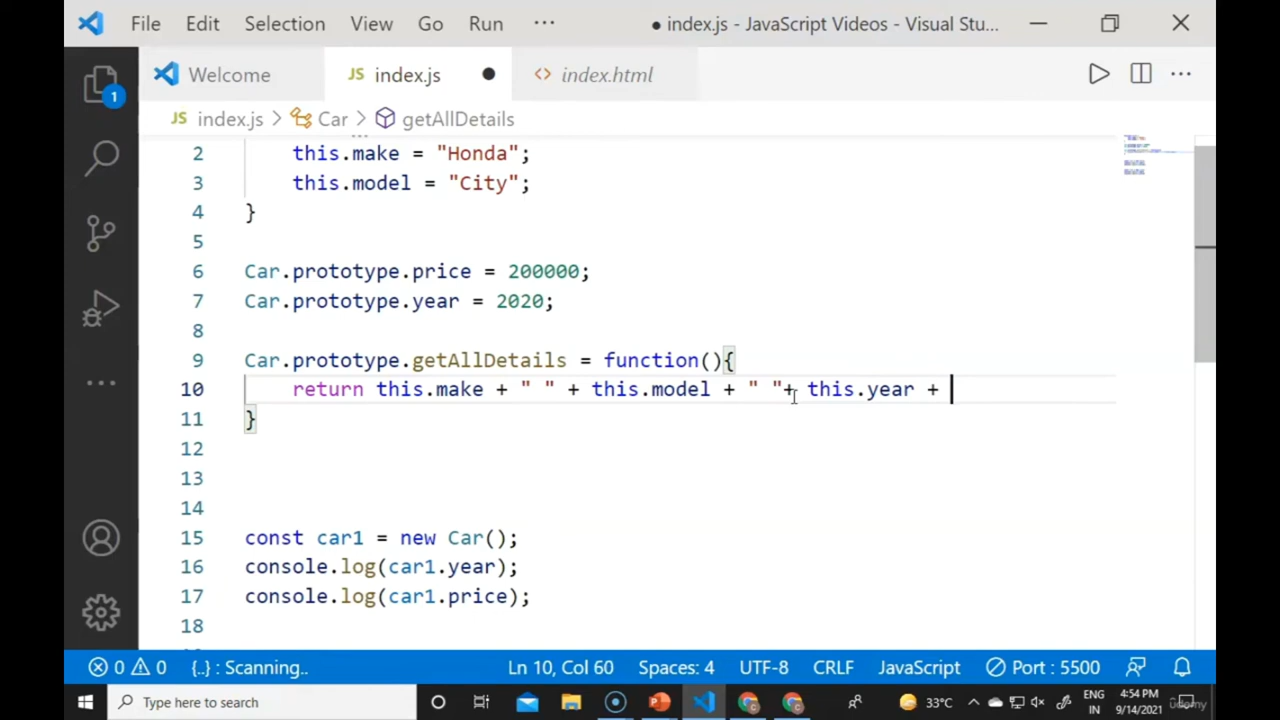 File Edit Selection View Go Run ··· ● index.js - JavaScript Videos - Visual Stu...
Welcome JS index.js ● <> index.html ···
1 JS index.js > Car > getAllDetails
2 this.make = "Honda";
3 this.model = "City";
4 }
5
6 Car.prototype.price = 200000;
7 Car.prototype.year = 2020;
8
9 Car.prototype.getAllDetails = function(){
10 return this.make + " " + this.model + " "+ this.year +
11 }
12
13
14
15 const car1 = new Car();
16 console.log(car1.year);
17 console.log(car1.price);
18
0 0 {..} : Scanning.. Ln 10, Col 60 Spaces: 4 UTF-8 CRLF JavaScript Port : 5500
Type here to search 33°C ENG 4:54 PM
IN 9/14/2021 Udemy